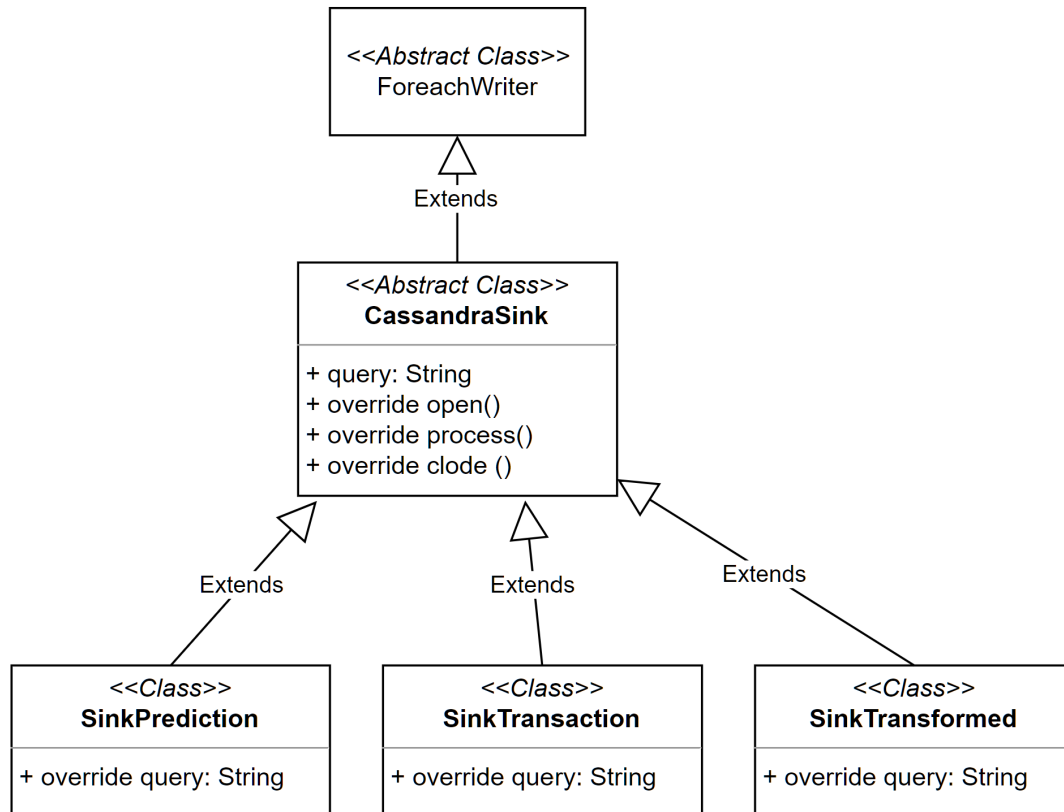 <<Abstract Class>>
ForeachWriter
Extends
<<Abstract Class>>
CassandraSink
+ query: String
+ override open()
+ override process()
+ override clode ()
Extends
Extends
Extends
<<Class>>
SinkPrediction
+ override query: String
<<Class>>
SinkTransaction
+ override query: String
<<Class>>
SinkTransformed
+ override query: String